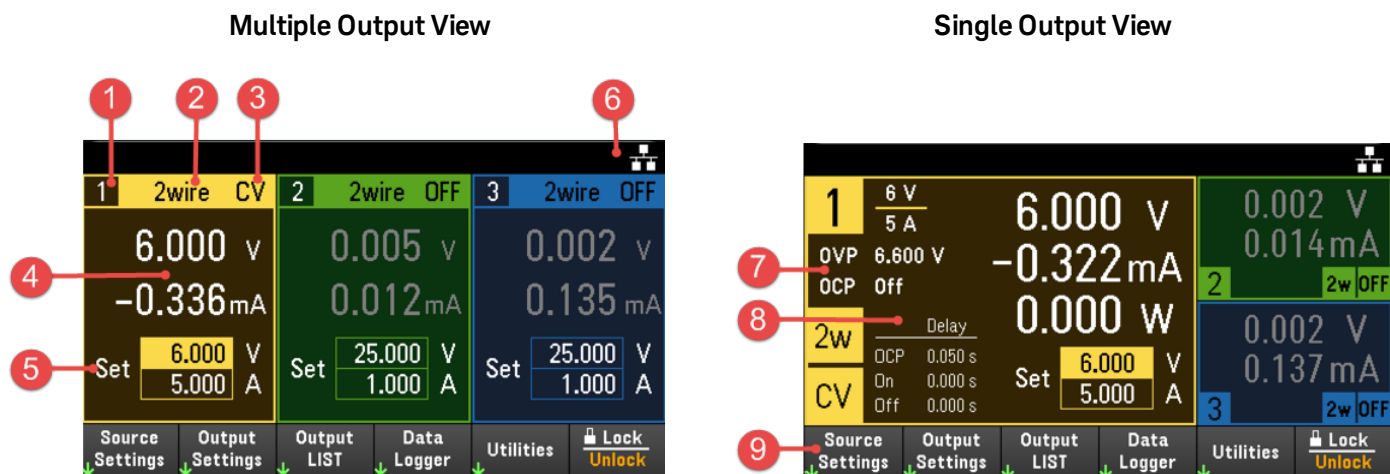 Multiple Output View
1 2 3 6
1 2wire CV
6.000 V
-0.336 mA
4
5
Set 6.000 V
5.000 A
2 2wire OFF
0.005 V
0.012 mA
Set 25.000 V
1.000 A
3 2wire OFF
0.002 V
0.135 mA
Set 25.000 V
1.000 A
Source Settings
Output Settings
Output LIST
Data Logger
Utilities
Lock
Unlock
Single Output View
1
6 V
5 A
7
OVP 6.600 V
OCP Off
8
2w
CV
Delay
OCP 0.050 s
On 0.000 s
Off 0.000 s
6.000 V
-0.322 mA
0.000 W
Set 6.000 V
5.000 A
0.002 V
0.014 mA
2 2w OFF
0.002 V
0.137 mA
3 2w OFF
9
Source Settings
Output Settings
Output LIST
Data Logger
Utilities
Lock
Unlock